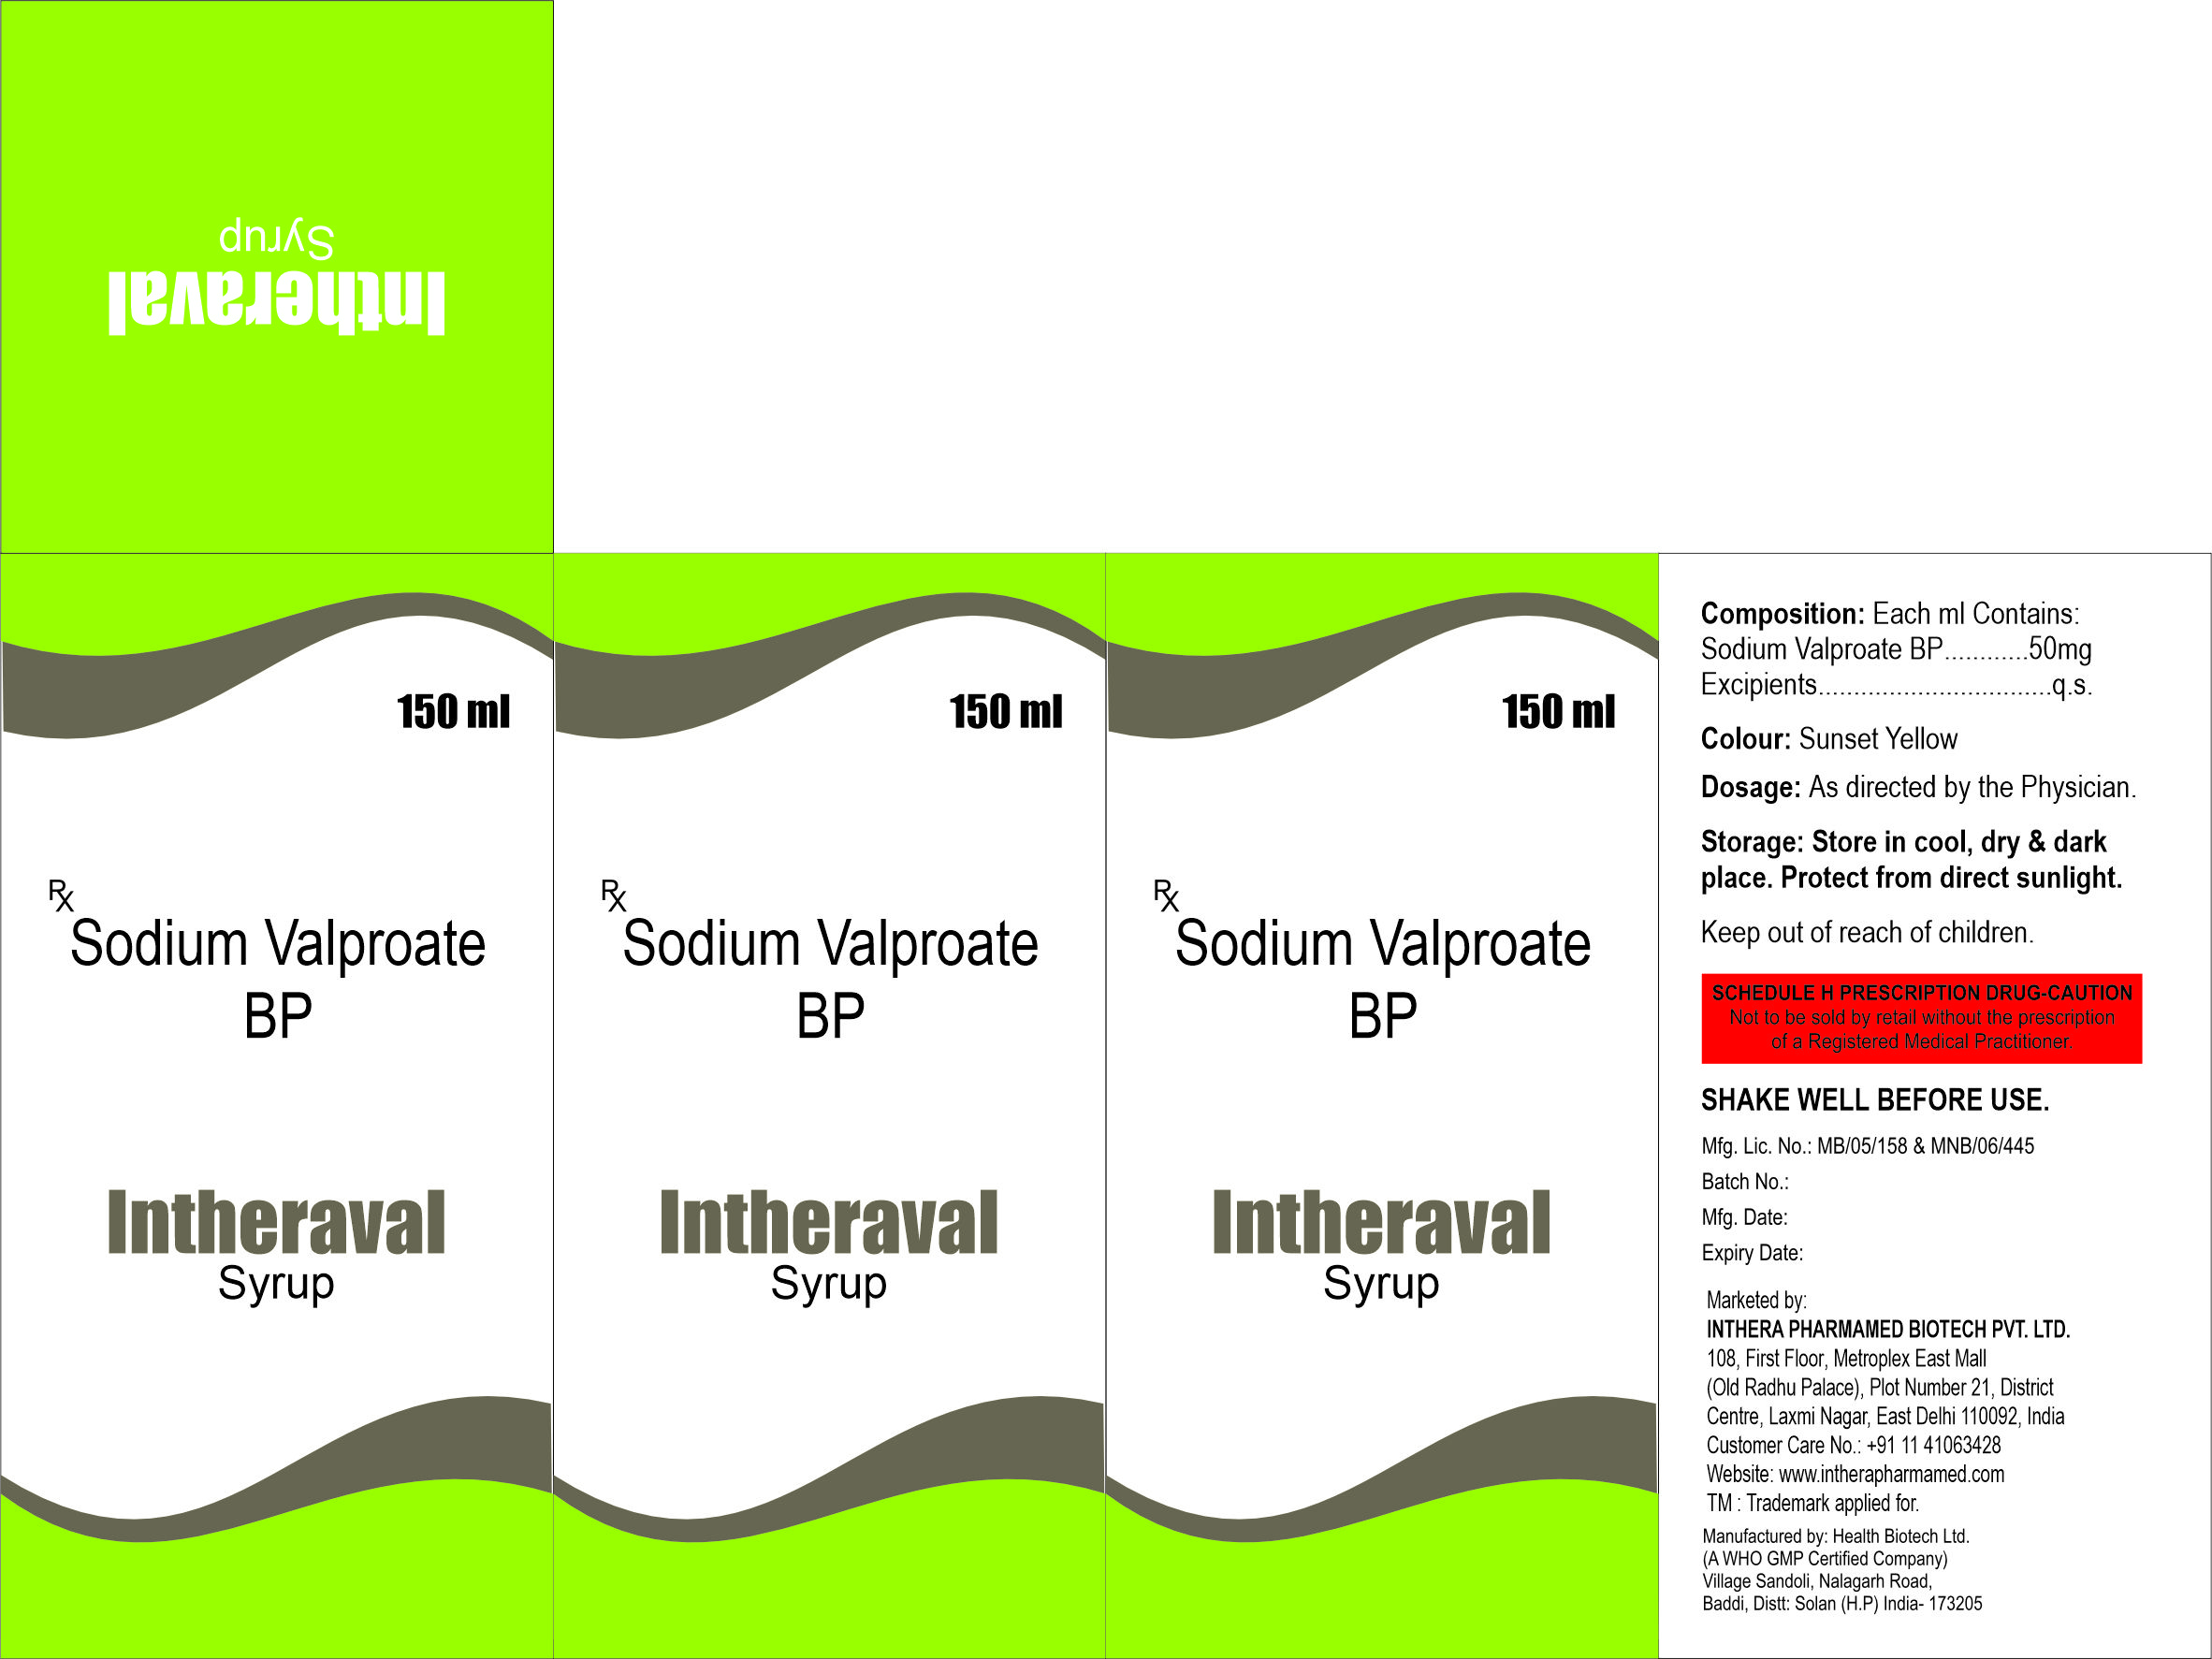 Intheraval
Syrup
150 ml
Rx
Sodium Valproate
BP
Intheraval
Syrup
150 ml
Rx
Sodium Valproate
BP
Intheraval
Syrup
150 ml
Rx
Sodium Valproate
BP
Intheraval
Syrup
Composition: Each ml Contains:
Sodium Valproate BP............50mg
Excipients.................................q.s.
Colour: Sunset Yellow
Dosage: As directed by the Physician.
Storage: Store in cool, dry & dark
place. Protect from direct sunlight.
Keep out of reach of children.
SCHEDULE H PRESCRIPTION DRUG-CAUTION
Not to be sold by retail without the prescription
of a Registered Medical Practitioner.
SHAKE WELL BEFORE USE.
Mfg. Lic. No.: MB/05/158 & MNB/06/445
Batch No.:
Mfg. Date:
Expiry Date:
Marketed by:
INTHERA PHARMAMED BIOTECH PVT. LTD.
108, First Floor, Metroplex East Mall
(Old Radhu Palace), Plot Number 21, District
Centre, Laxmi Nagar, East Delhi 110092, India
Customer Care No.: +91 11 41063428
Website: www.intherapharmamed.com
TM : Trademark applied for.
Manufactured by: Health Biotech Ltd.
(A WHO GMP Certified Company)
Village Sandoli, Nalagarh Road,
Baddi, Distt: Solan (H.P) India- 173205